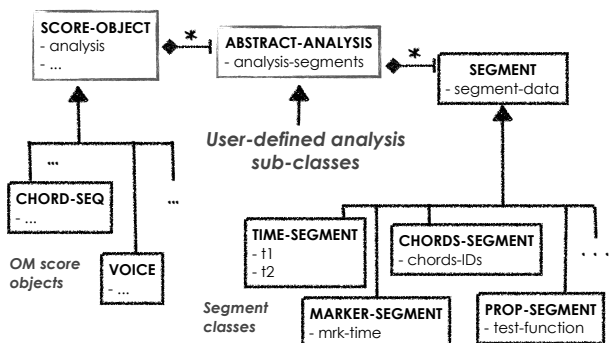 SCORE-OBJECT
- analysis
- ...
*
ABSTRACT-ANALYSIS
- analysis-segments
*
SEGMENT
- segment-data
User-defined analysis
sub-classes
...
...
CHORD-SEQ
- ...
OM score
objects
VOICE
- ...
TIME-SEGMENT
- t1
- t2
CHORDS-SEGMENT
- chords-IDs
. . .
Segment
classes
MARKER-SEGMENT
- mrk-time
PROP-SEGMENT
- test-function